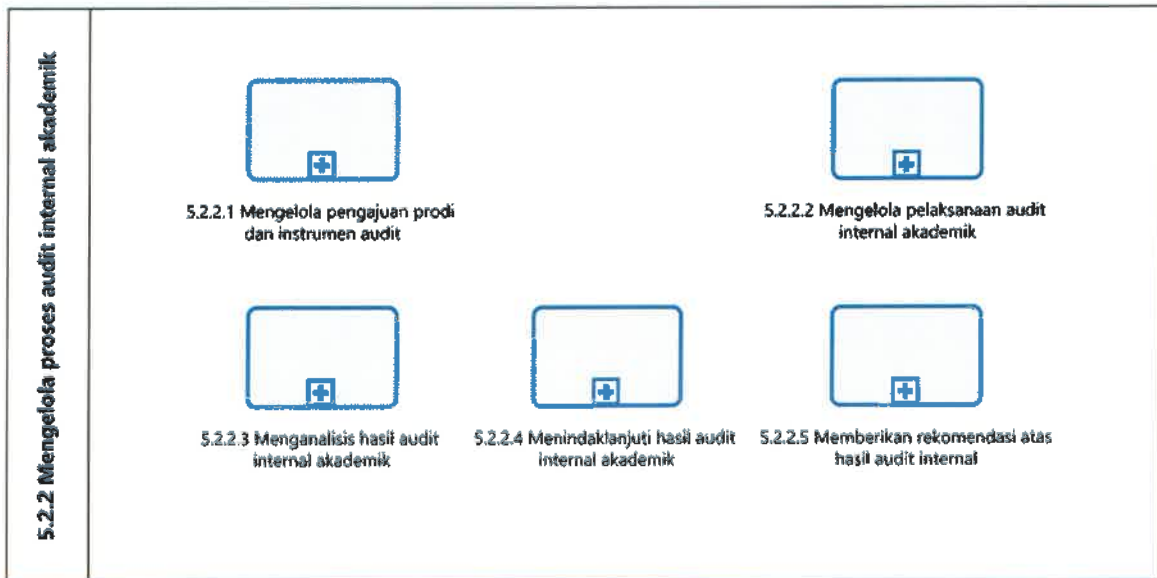 5.2.2 Mengelola proses audit internal akademik
5.2.2.1 Mengelola pengajuan prodi
dan instrumen audit
5.2.2.2 Mengelola pelaksanaan audit
internal akademik
5.2.2.3 Menganalisis hasil audit
internal akademik
5.2.2.4 Menindaklanjuti hasil audit
internal akademik
5.2.2.5 Memberikan rekomendasi atas
hasil audit internal